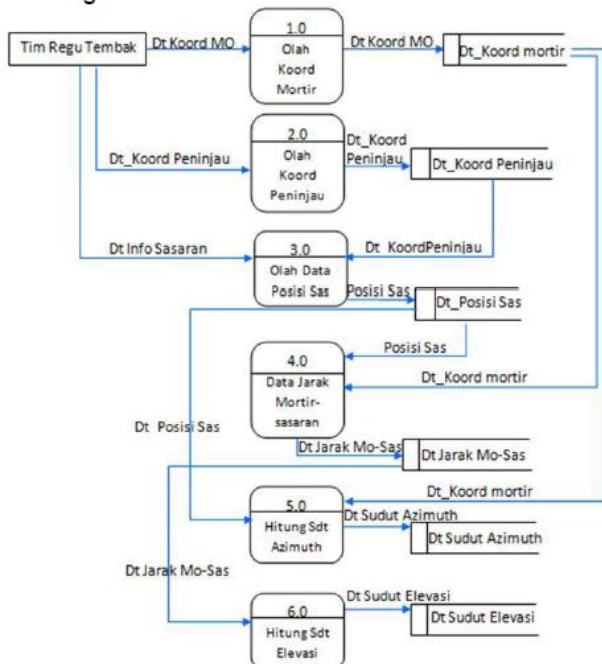 1.0
Tim Regu Tembak
Dt Koord MO
Olah
Koord
Mortir
Dt Koord MO
Dt_Koord mortir
2.0
Olah
Koord
Peninjau
Dt_Koord Peninjau
Dt_Koord
Peninjau
Dt_Koord Peninjau
Dt Info Sasaran
3.0
Olah Data
Posisi Sas
Dt_KoordPeninjau
Posisi Sas
Dt_Posisi Sas
Posisi Sas
4.0
Data Jarak
Mortir-
sasaran
Dt_Koord mortir
Dt Posisi Sas
Dt Jarak Mo-Sas
Dt Jarak Mo-Sas
5.0
Hitung Sdt
Azimuth
Dt_Koord mortir
Dt Sudut Azimuth
Dt Sudut Azimuth
Dt Jarak Mo-Sas
6.0
Hitung Sdt
Elevasi
Dt Sudut Elevasi
Dt Sudut Elevasi